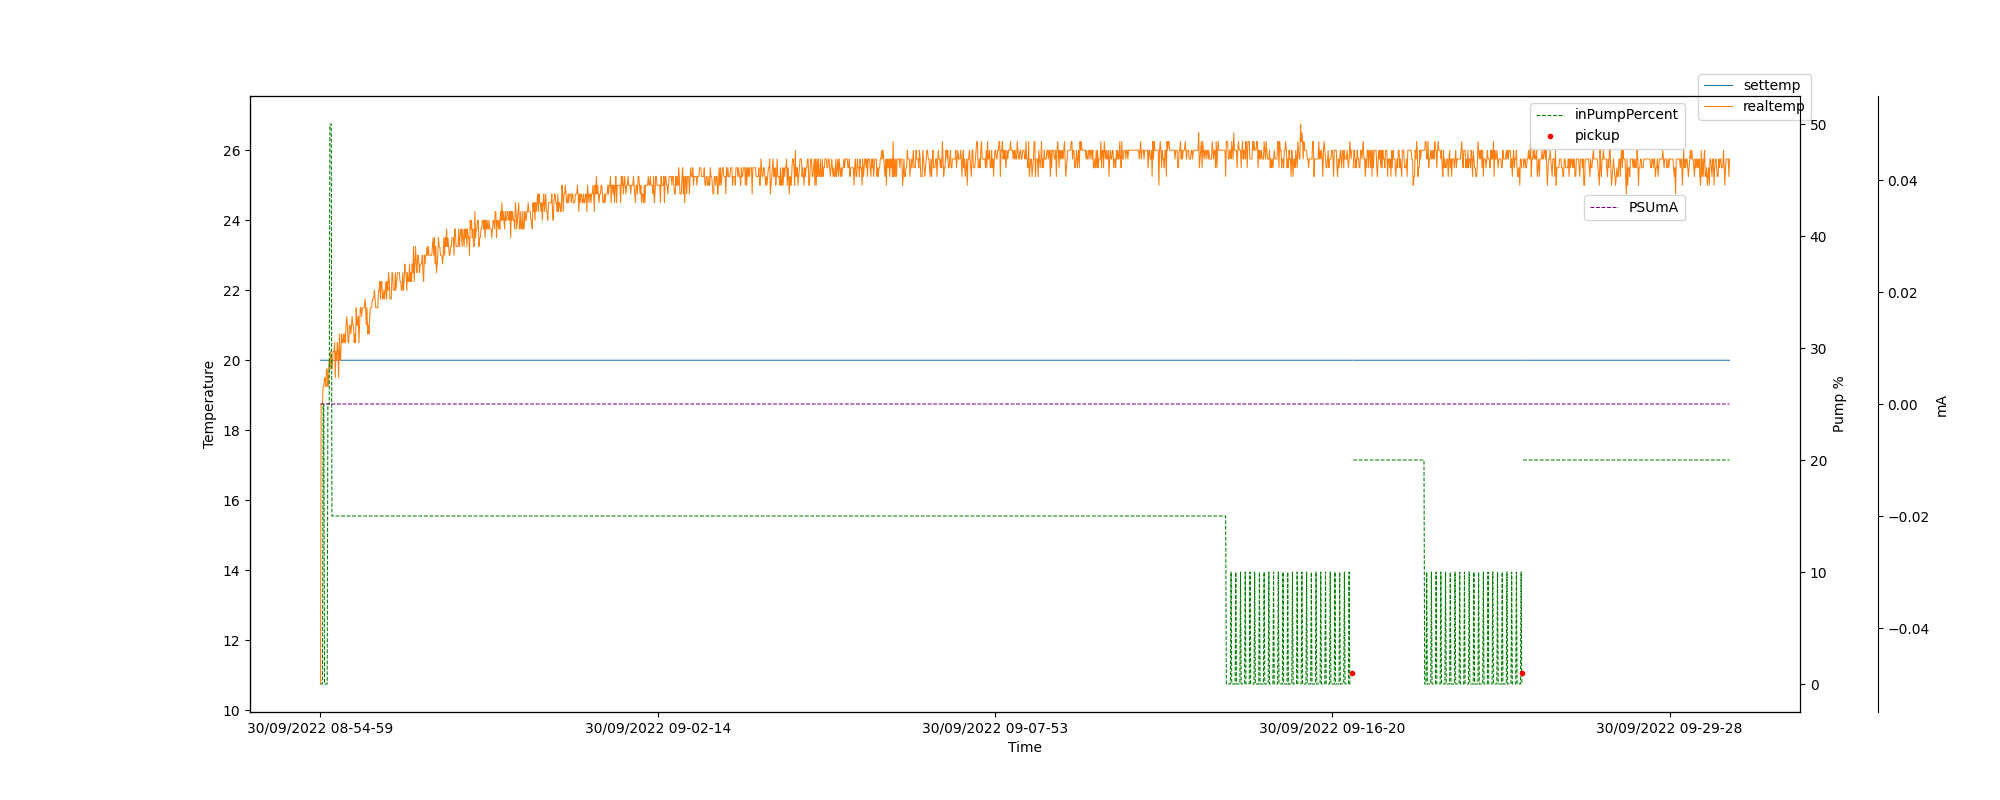 settemp
realtemp
inPumpPercent
pickup
PSUmA
Temperature
26
24
22
20
18
16
14
12
10
50
40
30
20
10
0
Pump %
0.04
0.02
0.00
−0.02
−0.04
mA
30/09/2022 08-54-59
30/09/2022 09-02-14
30/09/2022 09-07-53
30/09/2022 09-16-20
30/09/2022 09-29-28
Time